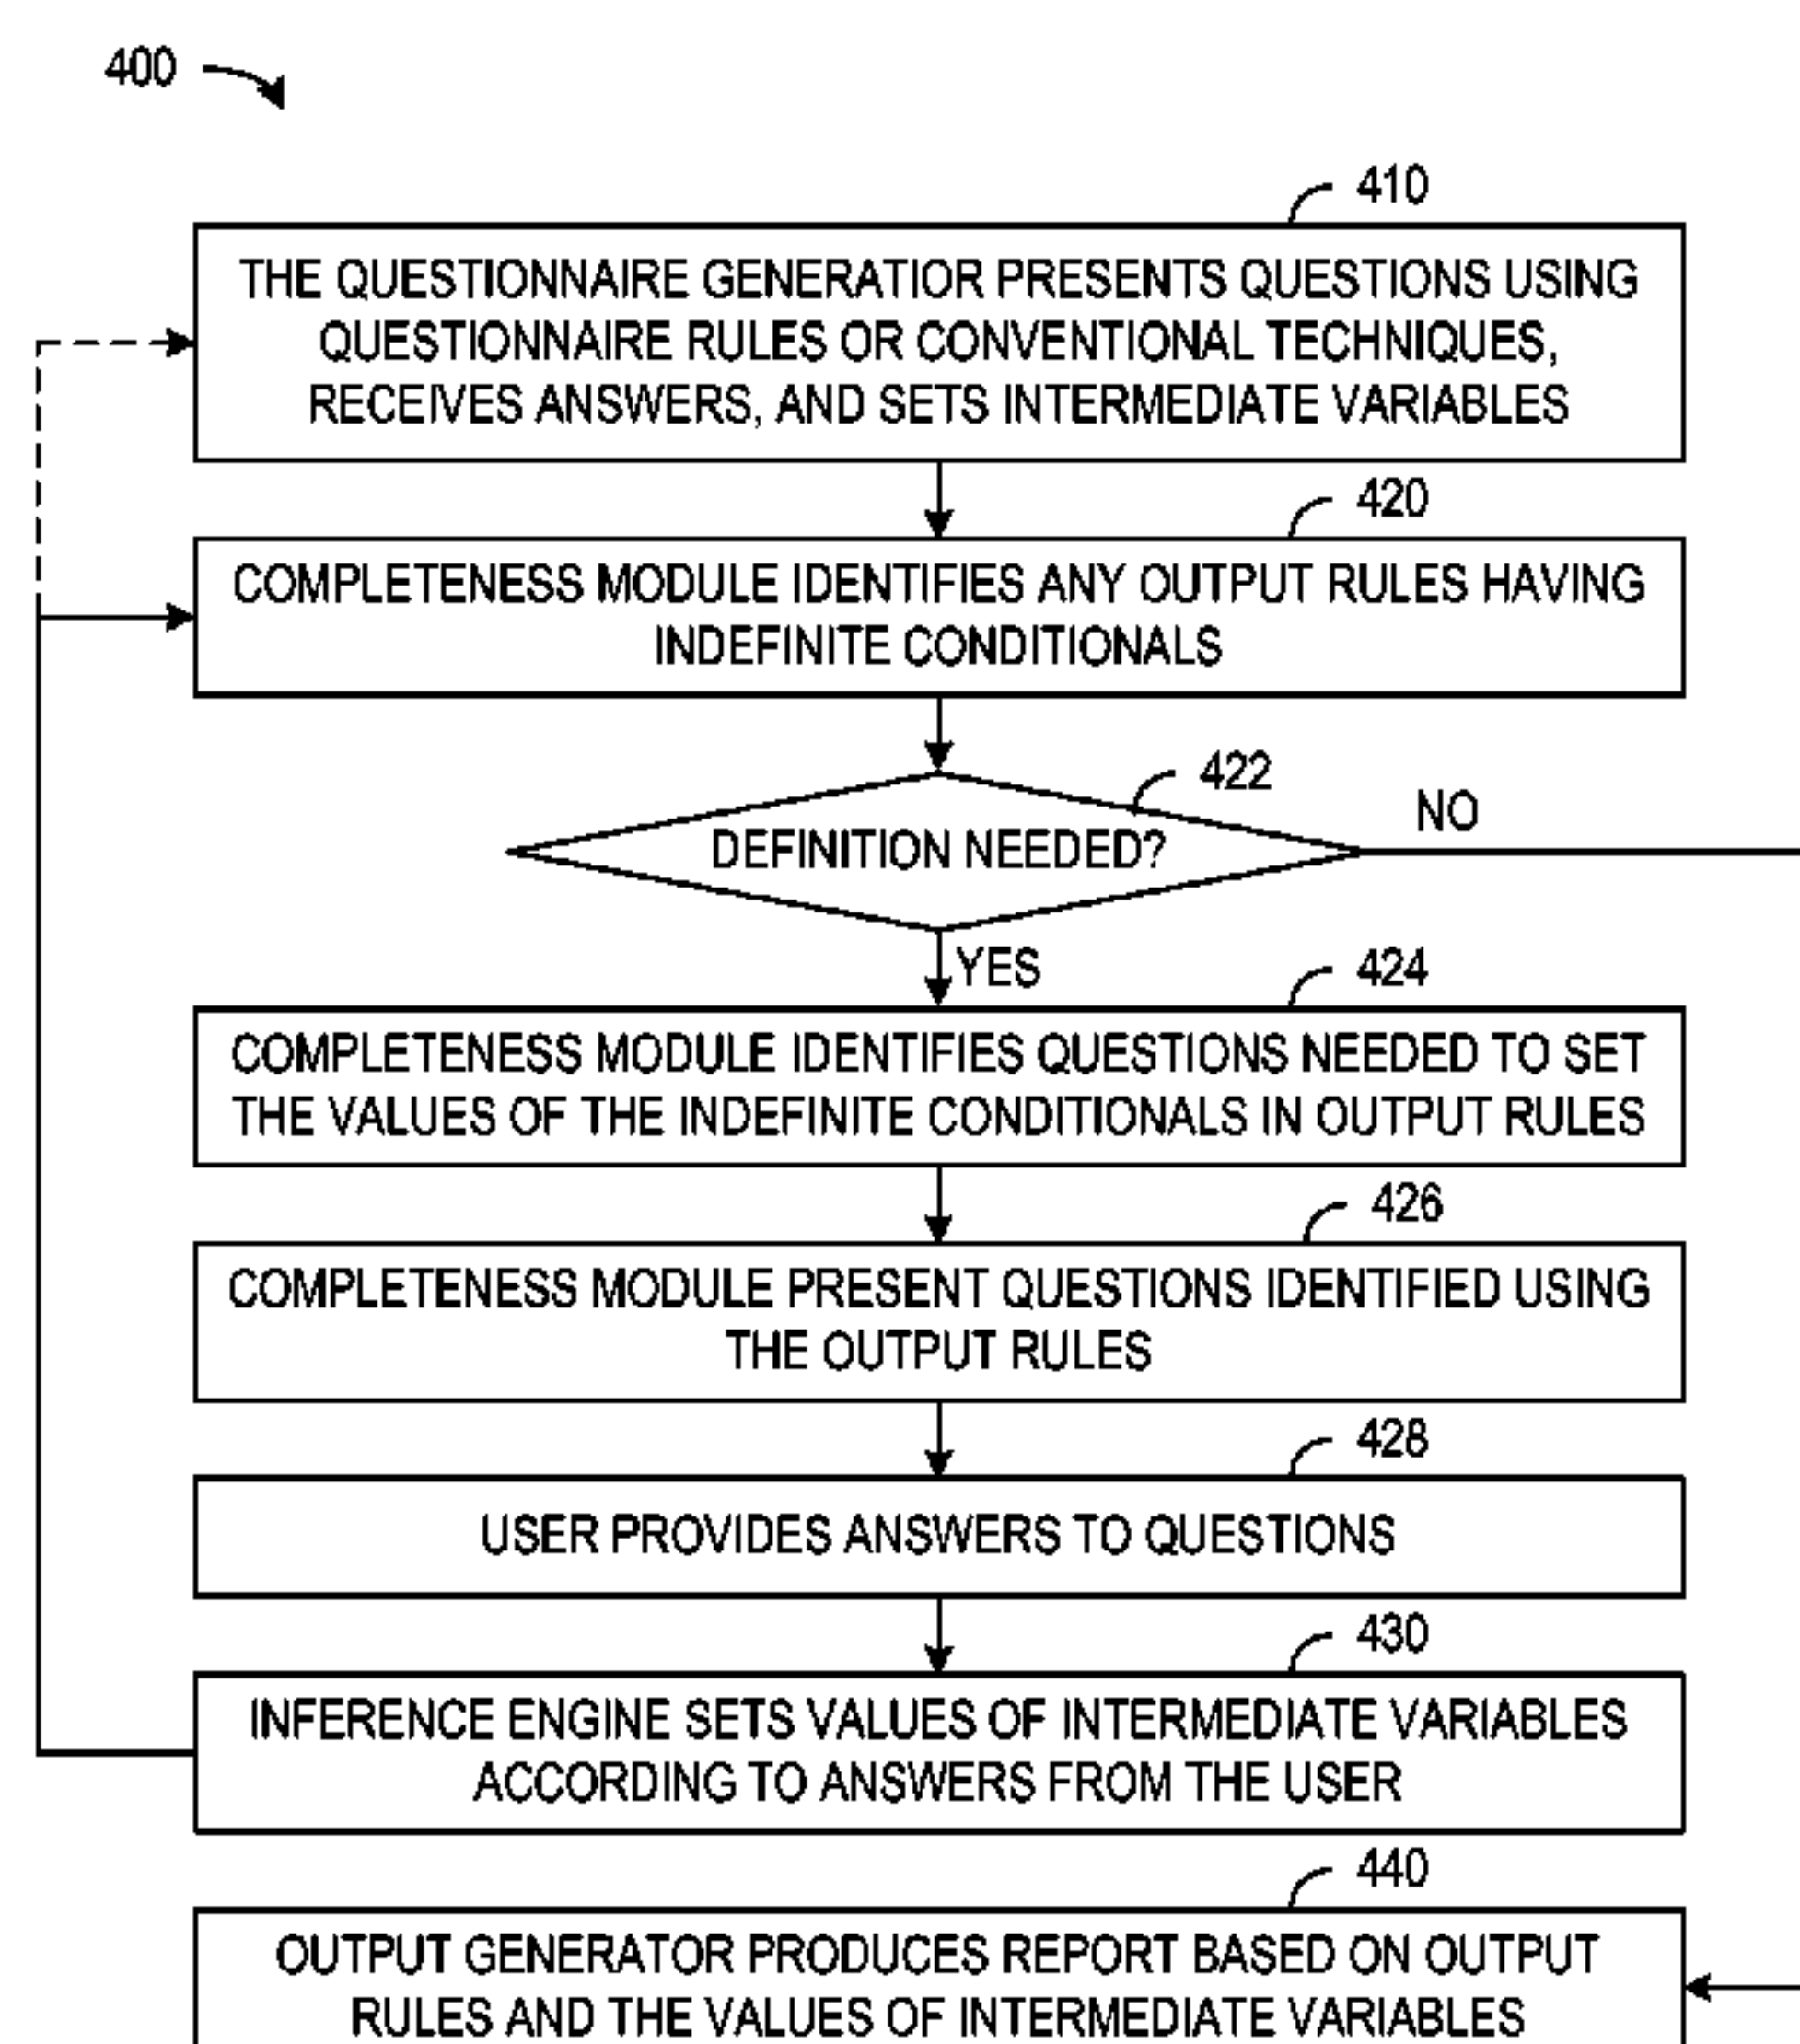 400
410
THE QUESTIONNAIRE GENERATIOR PRESENTS QUESTIONS USING
QUESTIONNAIRE RULES OR CONVENTIONAL TECHNIQUES,
RECEIVES ANSWERS, AND SETS INTERMEDIATE VARIABLES
420
COMPLETENESS MODULE IDENTIFIES ANY OUTPUT RULES HAVING
INDEFINITE CONDITIONALS
422
NO
DEFINITION NEEDED?
YES
424
COMPLETENESS MODULE IDENTIFIES QUESTIONS NEEDED TO SET
THE VALUES OF THE INDEFINITE CONDITIONALS IN OUTPUT RULES
426
COMPLETENESS MODULE PRESENT QUESTIONS IDENTIFIED USING
THE OUTPUT RULES
428
USER PROVIDES ANSWERS TO QUESTIONS
430
INFERENCE ENGINE SETS VALUES OF INTERMEDIATE VARIABLES
ACCORDING TO ANSWERS FROM THE USER
440
OUTPUT GENERATOR PRODUCES REPORT BASED ON OUTPUT
RULES AND THE VALUES OF INTERMEDIATE VARIABLES